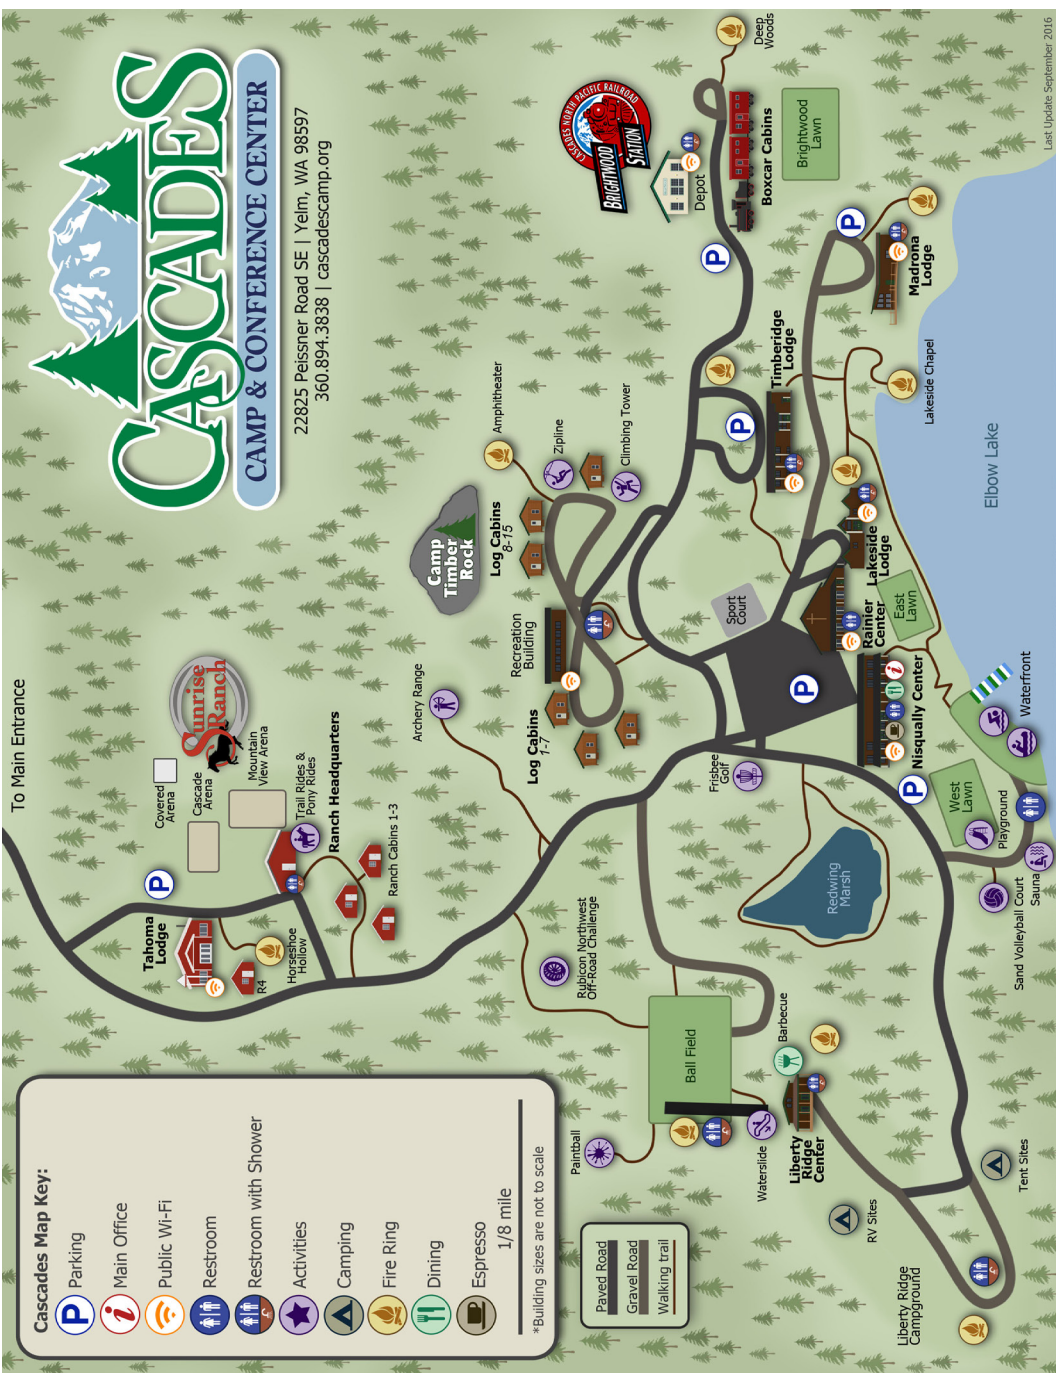 CASCADES
CAMP & CONFERENCE CENTER
22825 Peissner Road SE | Yelm, WA 98597
360.894.3838 | cascadescamp.org
To Main Entrance
Covered
Arena
Cascade
Arena
Mountain
View Arena
Sunrise
Ranch
Trail Rides &
Pony Rides
Ranch Headquarters
Ranch Cabins 1-3
Tahoma
Lodge
R4
Horseshoe
Hollow
Cascades Map Key:
P
Parking
i
Main Office
Public Wi-Fi
Restroom
Restroom with Shower
Activities
Camping
Fire Ring
Dining
Espresso
1/8 mile
*Building sizes are not to scale
Paved Road
Gravel Road
Walking trail
P
Archery Range
Camp
Timber
Rock
Amphitheater
Zipline
Climbing Tower
Log Cabins
8-15
Recreation
Building
Log Cabins
1-7
Rubicon Northwest
Off-Road Challenge
Paintball
Ball Field
Waterslide
Barbecue
Liberty
Ridge
Center
RV Sites
Tent Sites
Liberty Ridge
Campground
Frisbee
Golf
Redwing
Marsh
Sport
Court
P
P
Nisqually Center
i
Rainier
Center
Lakeside
Lodge
East
Lawn
West
Lawn
Playground
Sand Volleyball Court
Sauna
Waterfront
Elbow Lake
Lakeside Chapel
Timberidge
Lodge
P
Madrona
Lodge
P
P
CASCADES NORTH PACIFIC RAILROAD
BRIGHTWOOD
STATION
Depot
Boxcar Cabins
Brightwood
Lawn
Deep
Woods
Last Update September 2016